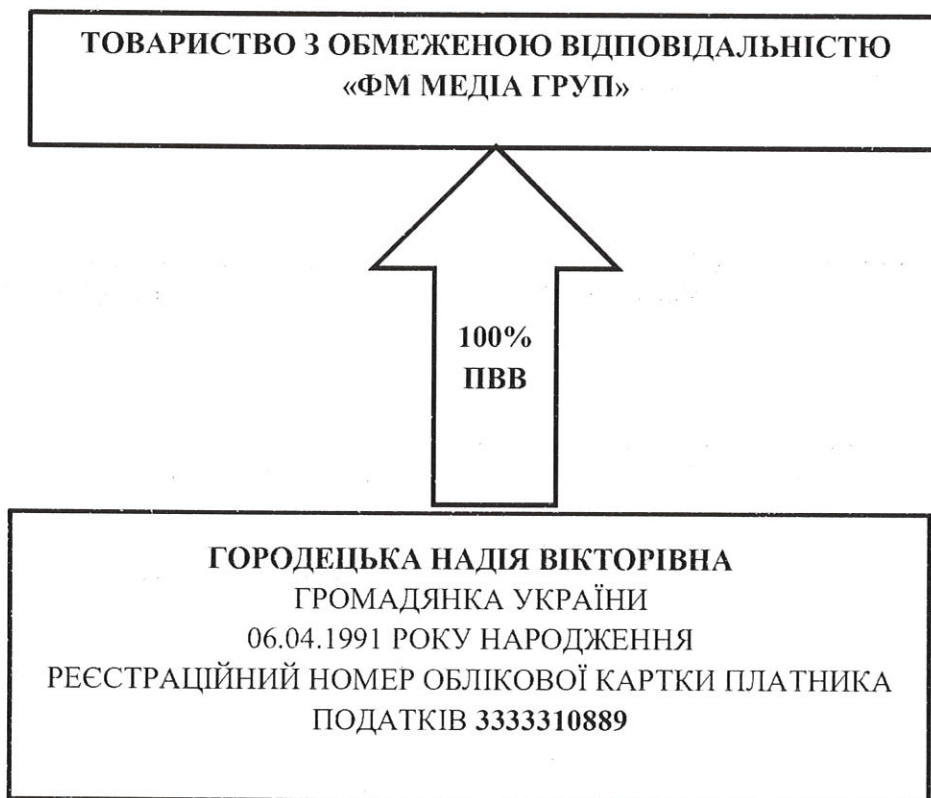 ТОВАРИСТВО З ОБМЕЖЕНОЮ ВІДПОВІДАЛЬНІСТЮ
«ФМ МЕДІА ГРУП»
100%
ПВВ
ГОРОДЕЦЬКА НАДІЯ ВІКТОРІВНА
ГРОМАДЯНКА УКРАЇНИ
06.04.1991 РОКУ НАРОДЖЕННЯ
РЕЄСТРАЦІЙНИЙ НОМЕР ОБЛІКОВОЇ КАРТКИ ПЛАТНИКА
ПОДАТКІВ 3333310889